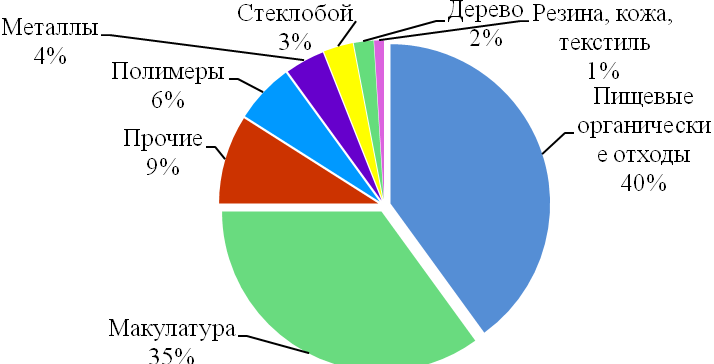 Металлы
4%
Стеклобой
3%
Дерево
2%
Резина, кожа,
текстиль
1%
Полимеры
6%
Пищевые
органически
е отходы
40%
Прочие
9%
Макулатура
35%